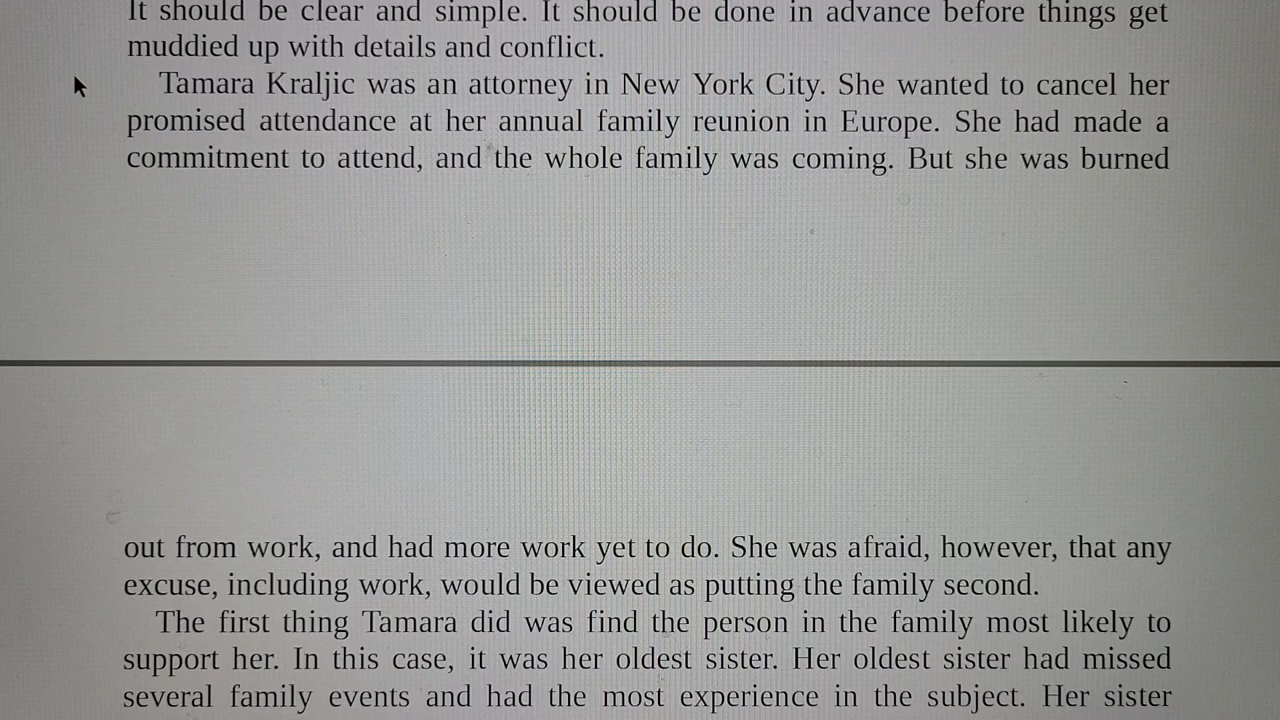 It should be clear and simple. It should be done in advance before things get
muddied up with details and conflict.
Tamara Kraljic was an attorney in New York City. She wanted to cancel her
promised attendance at her annual family reunion in Europe. She had made a
commitment to attend, and the whole family was coming. But she was burned
out from work, and had more work yet to do. She was afraid, however, that any
excuse, including work, would be viewed as putting the family second.
The first thing Tamara did was find the person in the family most likely to
support her. In this case, it was her oldest sister. Her oldest sister had missed
several family events and had the most experience in the subject. Her sister